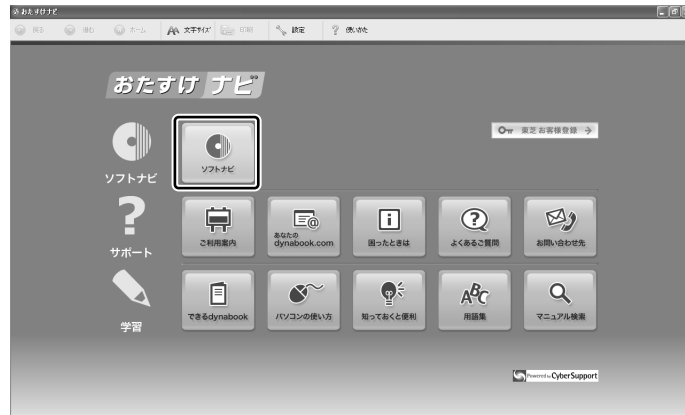 おたすけナビ
戻る 進む ホーム 文字サイズ 印刷 設定 使いかた
おたすけ ナビ
東芝お客様登録
ソフトナビ
ソフトナビ
サポート
ご利用案内
あなたの
dynabook.com
困ったときは
よくあるご質問
お問い合わせ先
学習
できるdynabook
パソコンの使い方
知っておくと便利
ABC
用語集
マニュアル検索
Powered by CyberSupport